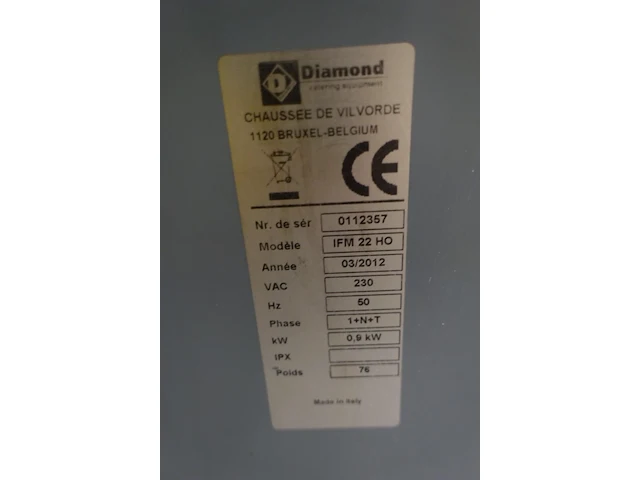 D Diamond
catering equipment
CHAUSSEE DE VILVORDE
1120 BRUXEL-BELGIUM
CE
Nr. de sér 0112357
Modèle IFM 22 HO
Année 03/2012
VAC 230
Hz 50
Phase 1+N+T
kW 0,9 kW
IPX
Poids 76
Made in Italy